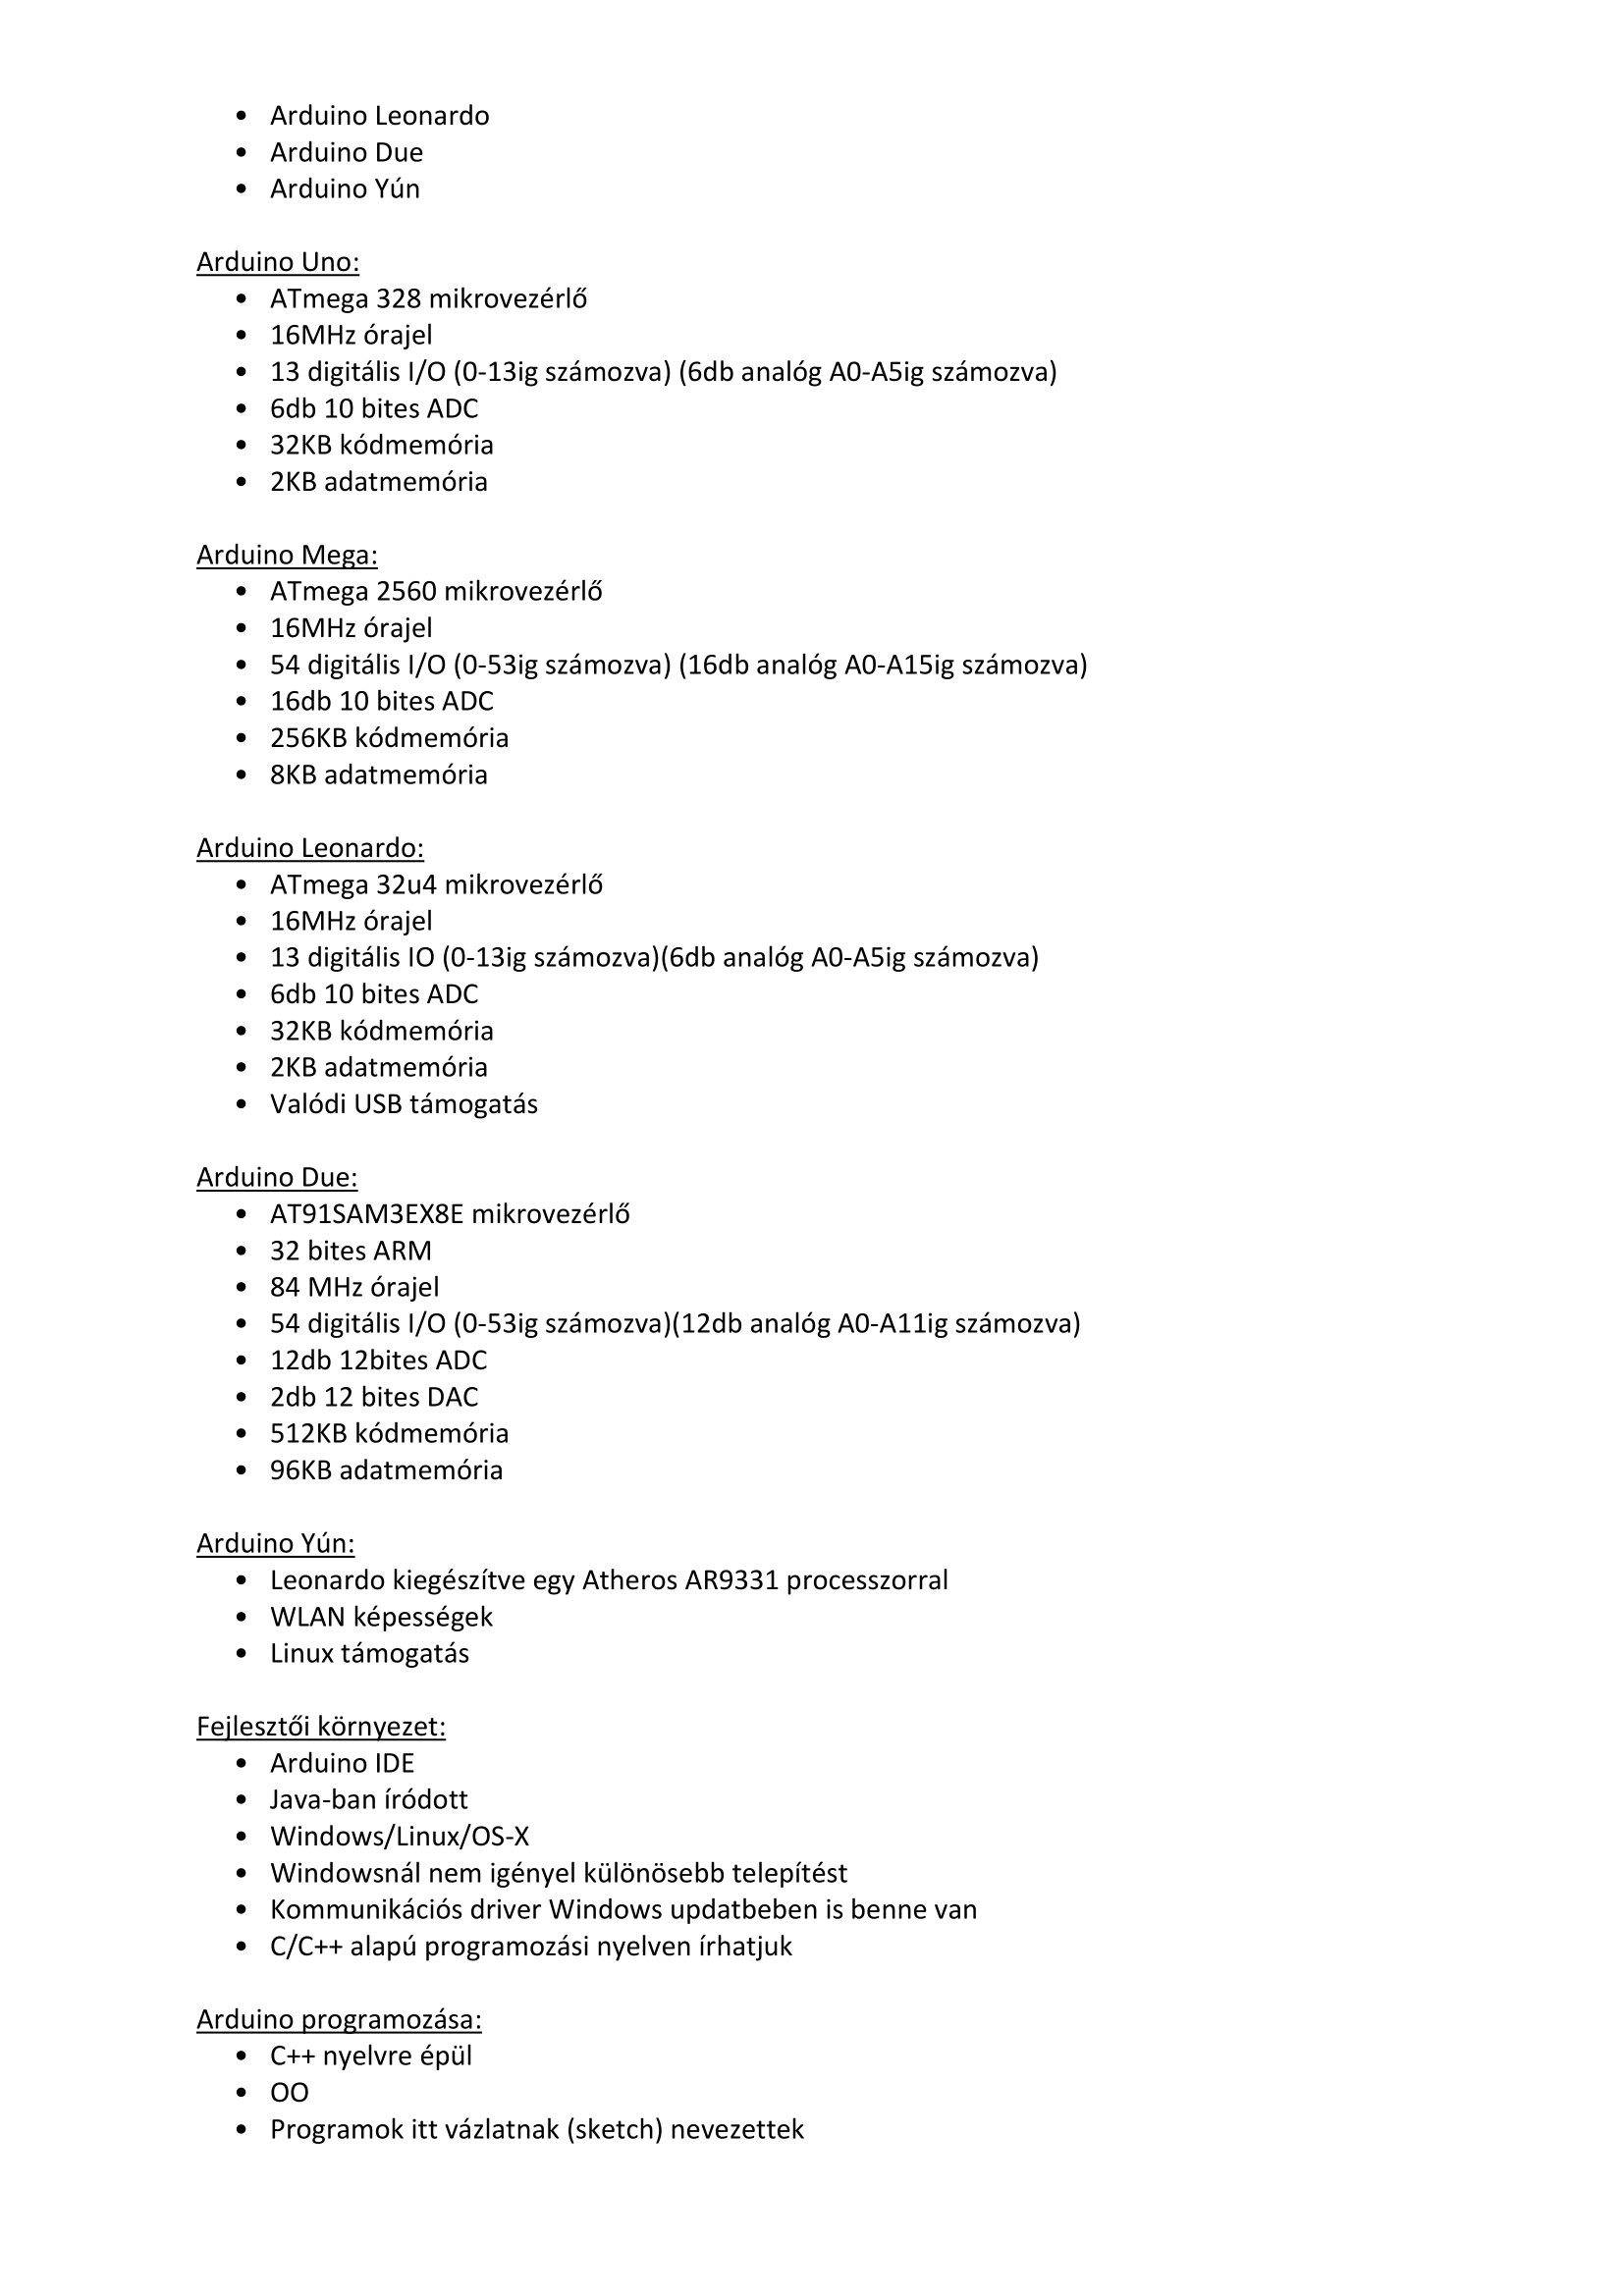 • Arduino Leonardo
• Arduino Due
• Arduino Yún
Arduino Uno:
• ATmega 328 mikrovezérlő
• 16MHz órajel
• 13 digitális I/O (0-13ig számozva) (6db analóg A0-A5ig számozva)
• 6db 10 bites ADC
• 32KB kódmemória
• 2KB adatmemória
Arduino Mega:
• ATmega 2560 mikrovezérlő
• 16MHz órajel
• 54 digitális I/O (0-53ig számozva) (16db analóg A0-A15ig számozva)
• 16db 10 bites ADC
• 256KB kódmemória
• 8KB adatmemória
Arduino Leonardo:
• ATmega 32u4 mikrovezérlő
• 16MHz órajel
• 13 digitális IO (0-13ig számozva)(6db analóg A0-A5ig számozva)
• 6db 10 bites ADC
• 32KB kódmemória
• 2KB adatmemória
• Valódi USB támogatás
Arduino Due:
• AT91SAM3EX8E mikrovezérlő
• 32 bites ARM
• 84 MHz órajel
• 54 digitális I/O (0-53ig számozva)(12db analóg A0-A11ig számozva)
• 12db 12bites ADC
• 2db 12 bites DAC
• 512KB kódmemória
• 96KB adatmemória
Arduino Yún:
• Leonardo kiegészítve egy Atheros AR9331 processzorral
• WLAN képességek
• Linux támogatás
Fejlesztői környezet:
• Arduino IDE
• Java-ban íródott
• Windows/Linux/OS-X
• Windowsnál nem igényel különösebb telepítést
• Kommunikációs driver Windows updatbeben is benne van
• C/C++ alapú programozási nyelven írhatjuk
Arduino programozása:
• C++ nyelvre épül
• OO
• Programok itt vázlatnak (sketch) nevezettek